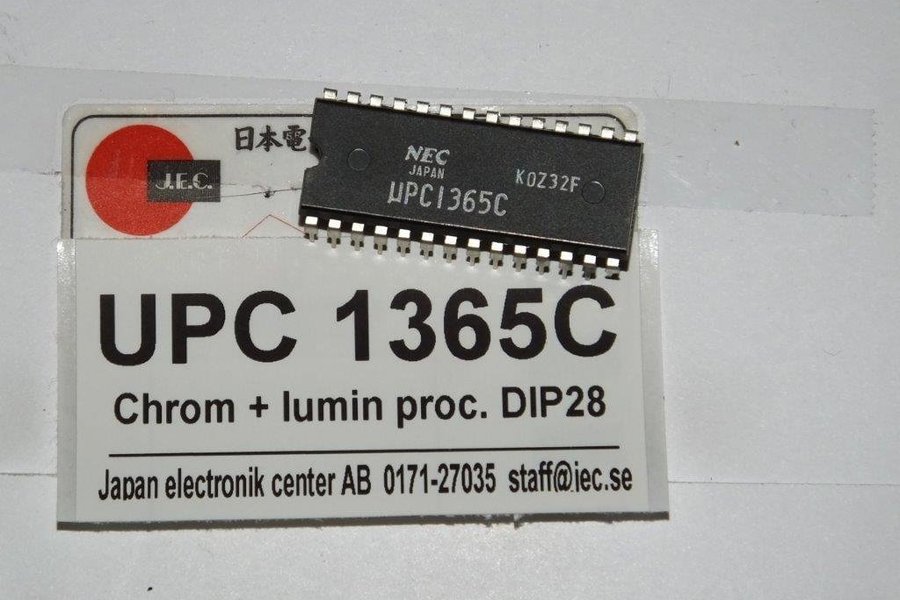 日本電
J.E.C.
NEC
JAPAN
K0Z32F
μPC1365C
UPC 1365C
Chrom + lumin proc. DIP28
Japan electronik center AB 0171-27035 staff@jec.se